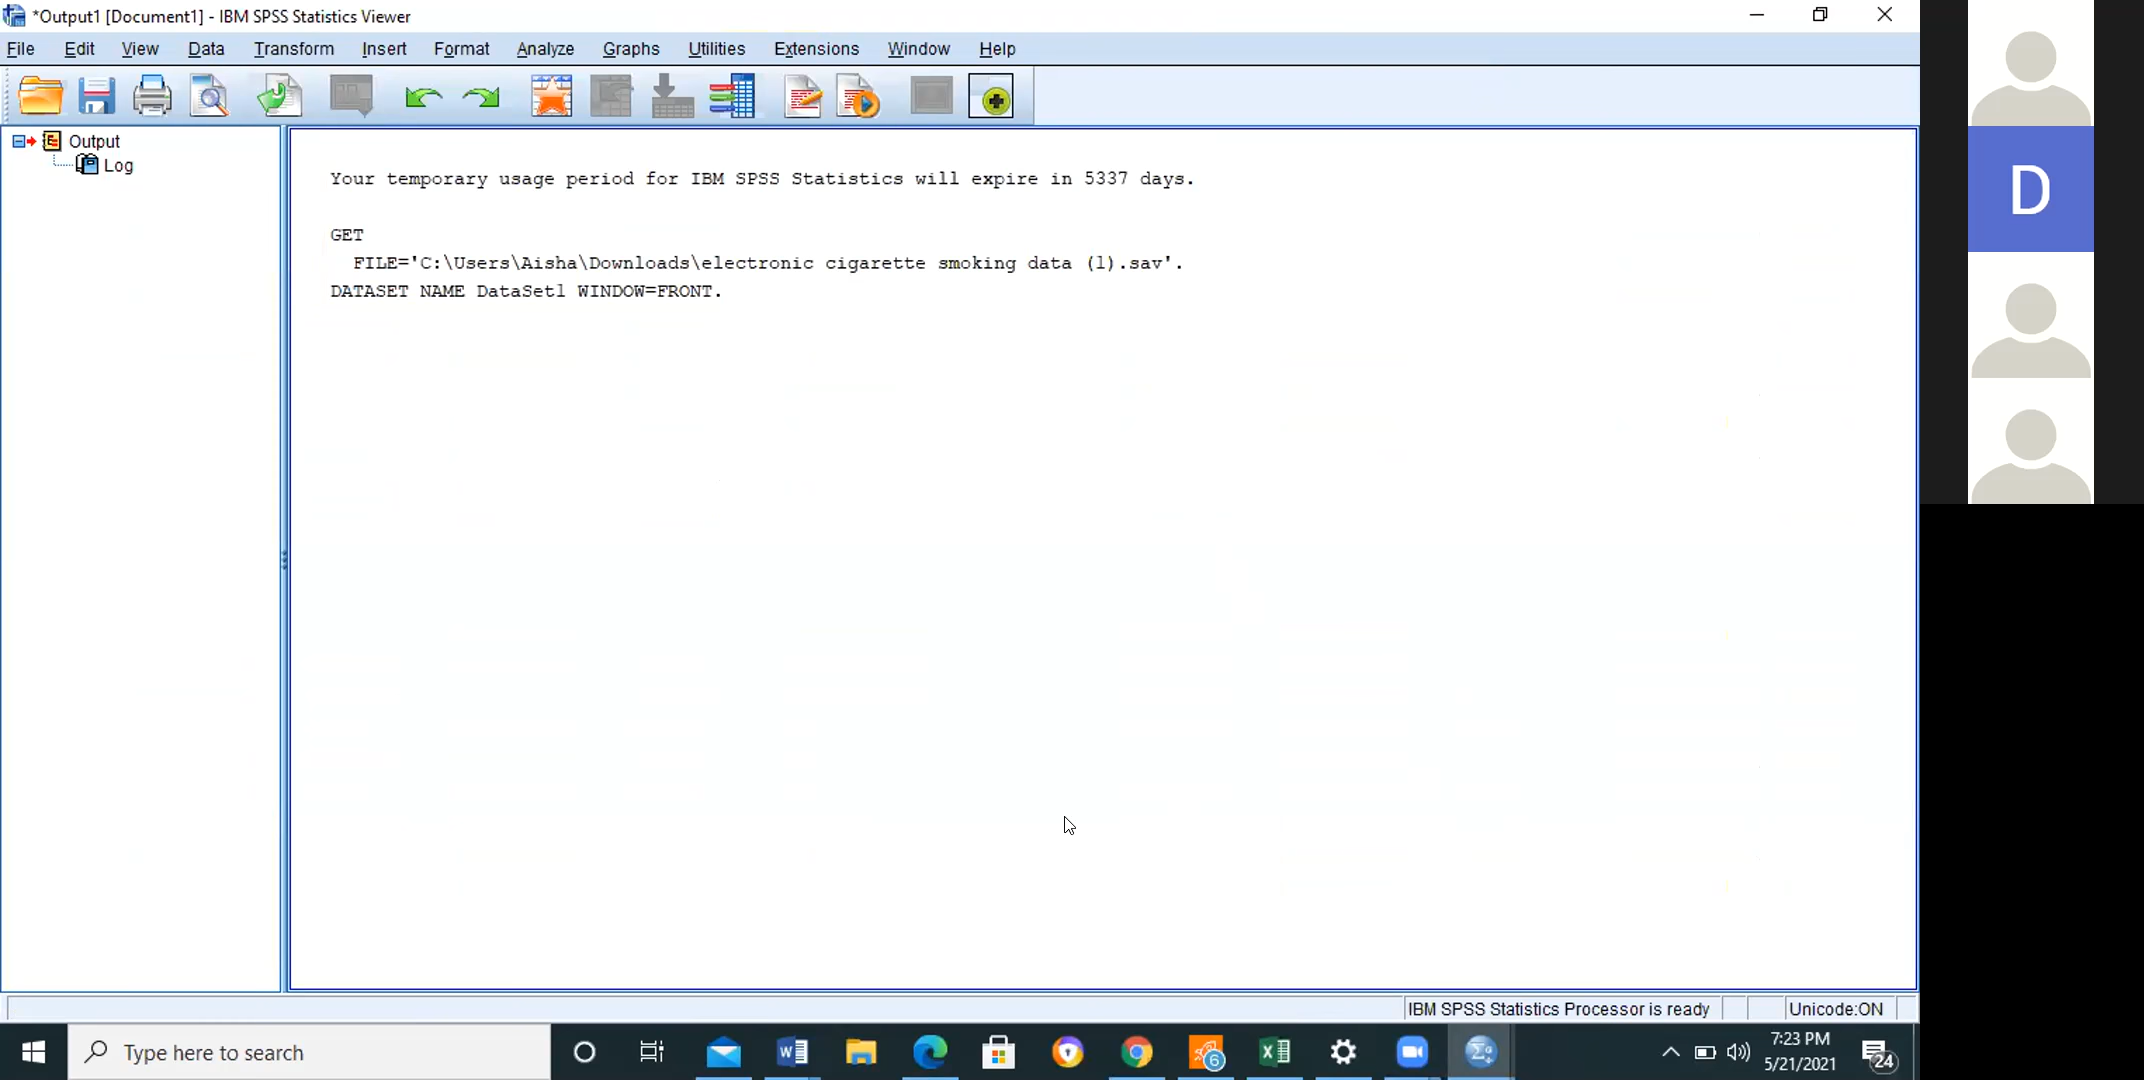 *Output1 [Document1] - IBM SPSS Statistics Viewer
File Edit View Data Transform Insert Format Analyze Graphs Utilities Extensions Window Help
Output
Log
Your temporary usage period for IBM SPSS Statistics will expire in 5337 days.
GET
FILE='C:\Users\Aisha\Downloads\electronic cigarette smoking data (1).sav'.
DATASET NAME DataSet1 WINDOW=FRONT.
D
IBM SPSS Statistics Processor is ready
Unicode:ON
Type here to search
6
7:23 PM
5/21/2021
24